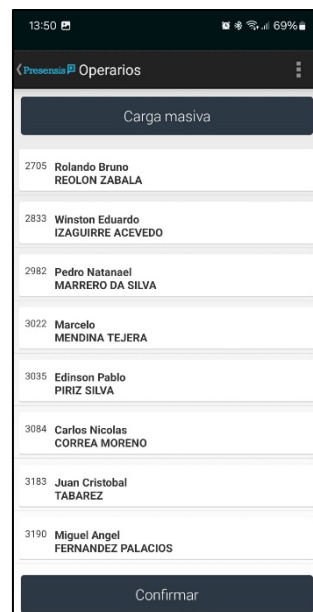 13:50 69%
Presensis Operarios
Carga masiva
2705 Rolando Bruno
REOLON ZABALA
2833 Winston Eduardo
IZAGUIRRE ACEVEDO
2982 Pedro Natanael
MARRERO DA SILVA
3022 Marcelo
MENDINA TEJERA
3035 Edinson Pablo
PIRIZ SILVA
3084 Carlos Nicolas
CORREA MORENO
3183 Juan Cristobal
TABAREZ
3190 Miguel Angel
FERNANDEZ PALACIOS
Confirmar